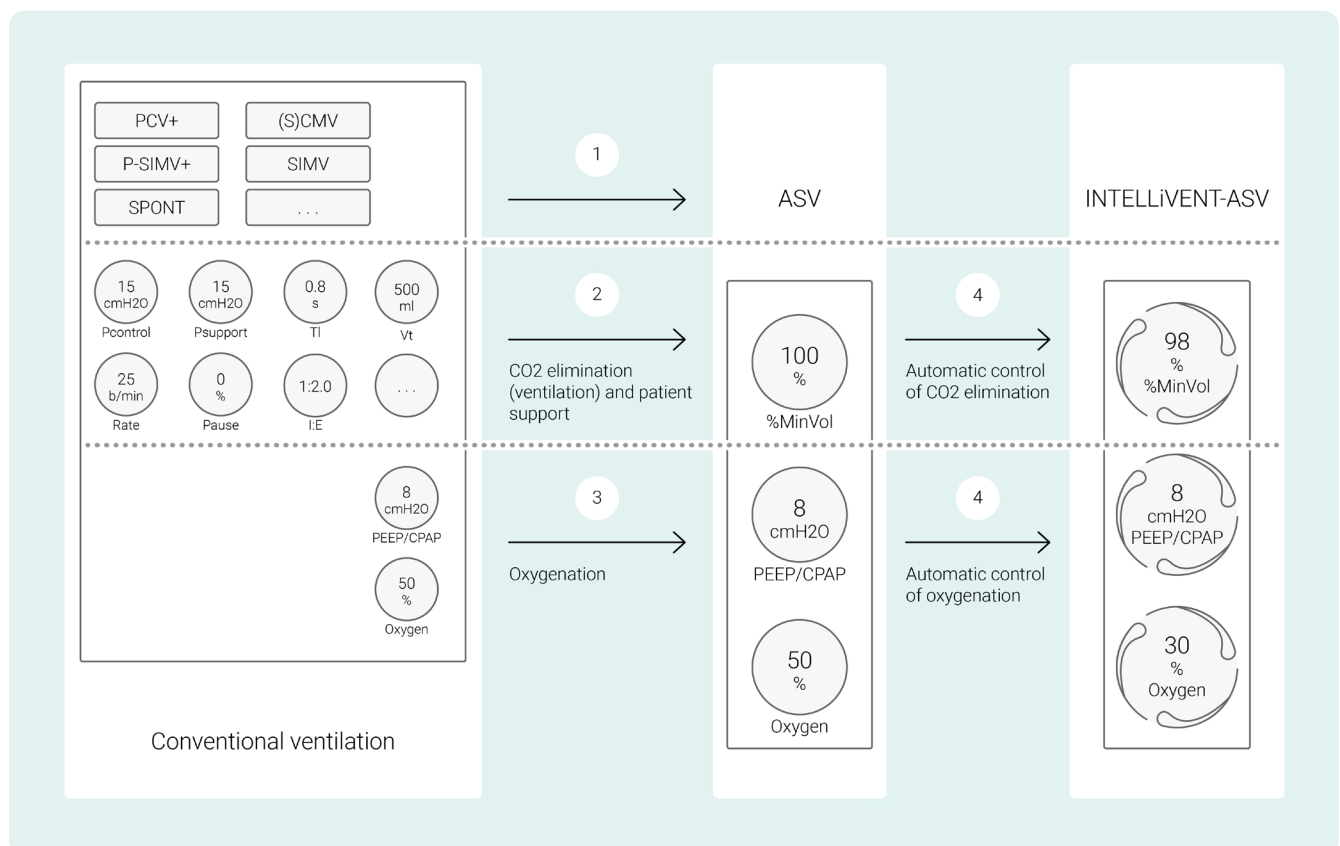 PCV+
(S)CMV
P-SIMV+
SIMV
SPONT
. . .
1
ASV
INTELLiVENT-ASV
15
cmH2O
Pcontrol
15
cmH2O
Psupport
0.8
s
TI
500
ml
Vt
25
b/min
Rate
0
%
Pause
1:2.0
I:E
. . .
2
CO2 elimination
(ventilation) and patient
support
100
%
%MinVol
4
Automatic control
of CO2 elimination
98
%
%MinVol
8
cmH2O
PEEP/CPAP
50
%
Oxygen
3
Oxygenation
8
cmH2O
PEEP/CPAP
50
%
Oxygen
4
Automatic control
of oxygenation
8
cmH2O
PEEP/CPAP
30
%
Oxygen
Conventional ventilation